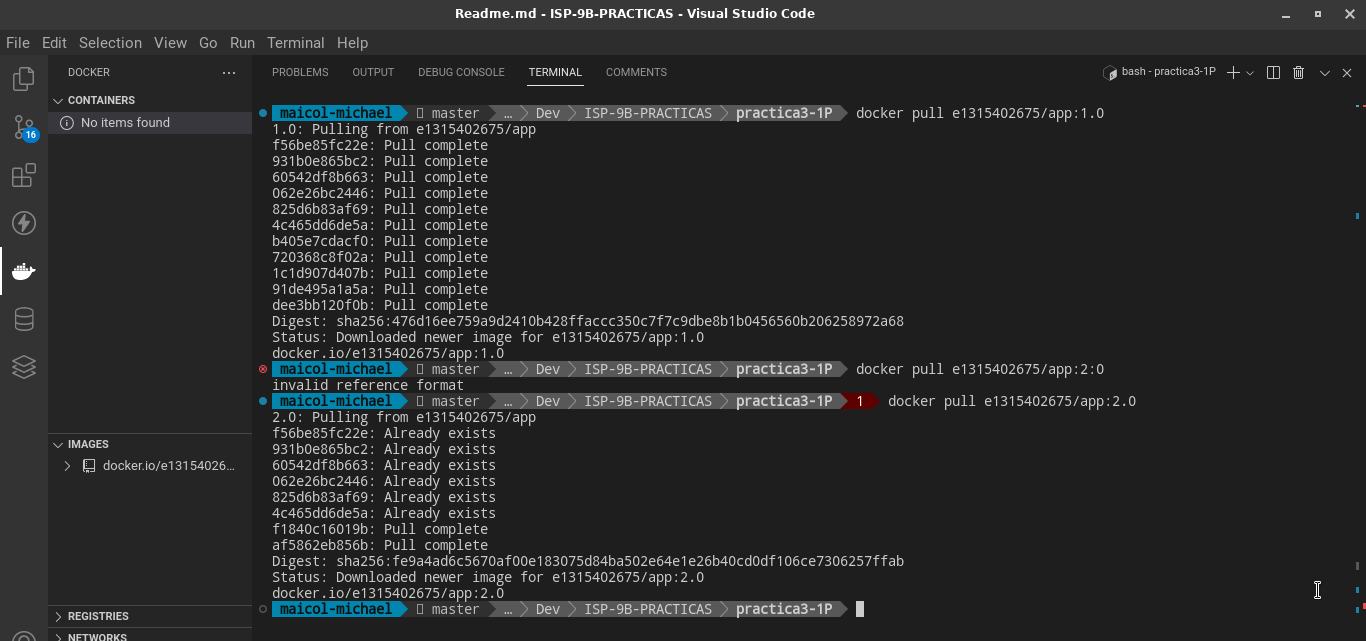 Readme.md - ISP-9B-PRACTICAS - Visual Studio Code
File Edit Selection View Go Run Terminal Help
DOCKER
PROBLEMS OUTPUT DEBUG CONSOLE TERMINAL COMMENTS
bash - practica3-1P
CONTAINERS
No items found
16
IMAGES
docker.io/e13154026...
REGISTRIES
NETWORKS
maicol-michael master … Dev ISP-9B-PRACTICAS practica3-1P docker pull e1315402675/app:1.0
1.0: Pulling from e1315402675/app
f56be85fc22e: Pull complete
931b0e865bc2: Pull complete
60542df8b663: Pull complete
062e26bc2446: Pull complete
825d6b83af69: Pull complete
4c465dd6de5a: Pull complete
b405e7cdacf0: Pull complete
720368c8f02a: Pull complete
1c1d907d407b: Pull complete
91de495a1a5a: Pull complete
dee3bb120f0b: Pull complete
Digest: sha256:476d16ee759a9d2410b428ffaccc350c7f7c9dbe8b1b0456560b206258972a68
Status: Downloaded newer image for e1315402675/app:1.0
docker.io/e1315402675/app:1.0
maicol-michael master … Dev ISP-9B-PRACTICAS practica3-1P docker pull e1315402675/app:2:0
invalid reference format
maicol-michael master … Dev ISP-9B-PRACTICAS practica3-1P 1 docker pull e1315402675/app:2.0
2.0: Pulling from e1315402675/app
f56be85fc22e: Already exists
931b0e865bc2: Already exists
60542df8b663: Already exists
062e26bc2446: Already exists
825d6b83af69: Already exists
4c465dd6de5a: Already exists
f1840c16019b: Pull complete
af5862eb856b: Pull complete
Digest: sha256:fe9a4ad6c5670af00e183075d84ba502e64e1e26b40cd0df106ce7306257ffab
Status: Downloaded newer image for e1315402675/app:2.0
docker.io/e1315402675/app:2.0
maicol-michael master … Dev ISP-9B-PRACTICAS practica3-1P